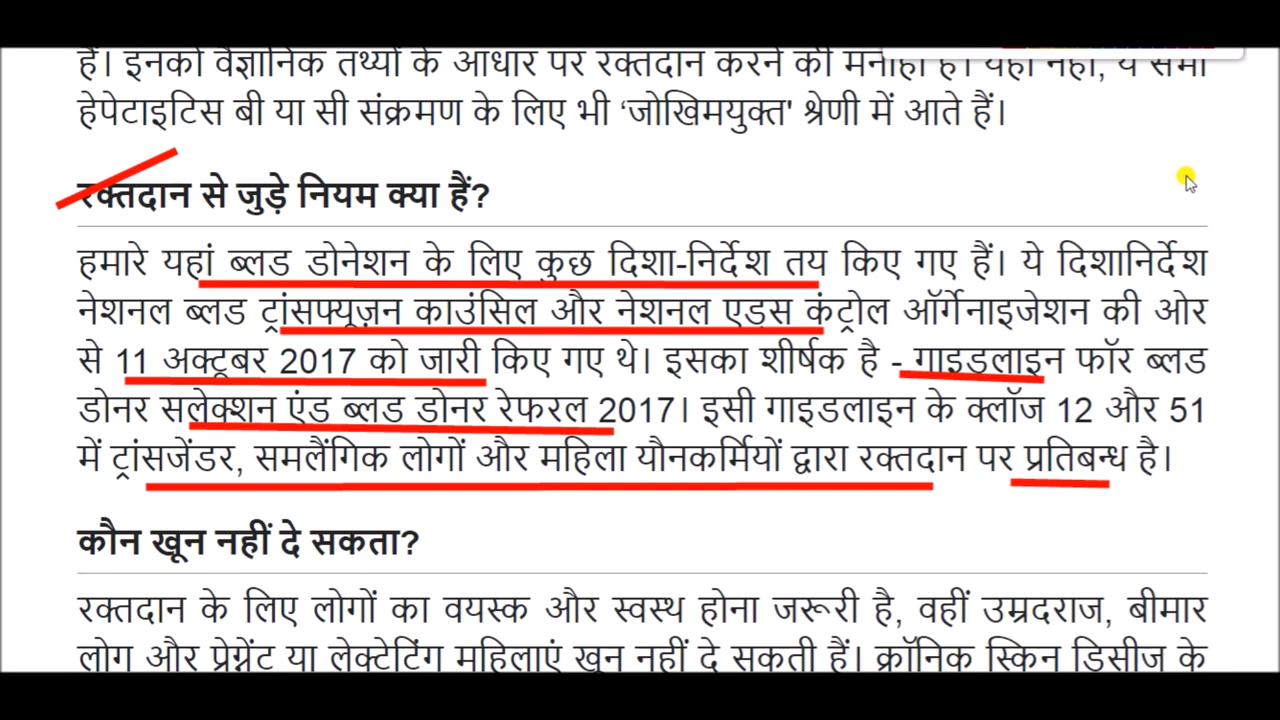 हैं। इनको वैज्ञानिक तथ्यों के आधार पर रक्तदान करने की मनाही है। यही नहीं, ये सभी
हेपेटाइटिस बी या सी संक्रमण के लिए भी ‘जोखिमयुक्त' श्रेणी में आते हैं।
रक्तदान से जुड़े नियम क्या हैं?
हमारे यहां ब्लड डोनेशन के लिए कुछ दिशा-निर्देश तय किए गए हैं। ये दिशानिर्देश
नेशनल ब्लड ट्रांसफ्यूज़न काउंसिल और नेशनल एड्स कंट्रोल ऑर्गेनाइजेशन की ओर
से 11 अक्टूबर 2017 को जारी किए गए थे। इसका शीर्षक है - गाइडलाइन फॉर ब्लड
डोनर सलेक्शन एंड ब्लड डोनर रेफरल 2017। इसी गाइडलाइन के क्लॉज 12 और 51
में ट्रांसजेंडर, समलैंगिक लोगों और महिला यौनकर्मियों द्वारा रक्तदान पर प्रतिबन्ध है।
कौन खून नहीं दे सकता?
रक्तदान के लिए लोगों का वयस्क और स्वस्थ होना जरूरी है, वहीं उम्रदराज, बीमार
लोग और प्रेग्नेंट या लेक्टेटिंग महिलाएं खून नहीं दे सकती हैं। क्रॉनिक स्किन डिसीज के